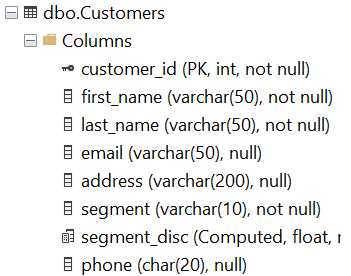 dbo.Customers
Columns
customer_id (PK, int, not null)
first_name (varchar(50), not null)
last_name (varchar(50), not null)
email (varchar(50), null)
address (varchar(200), null)
segment (varchar(10), not null)
segment_disc (Computed, float,
phone (char(20), null)